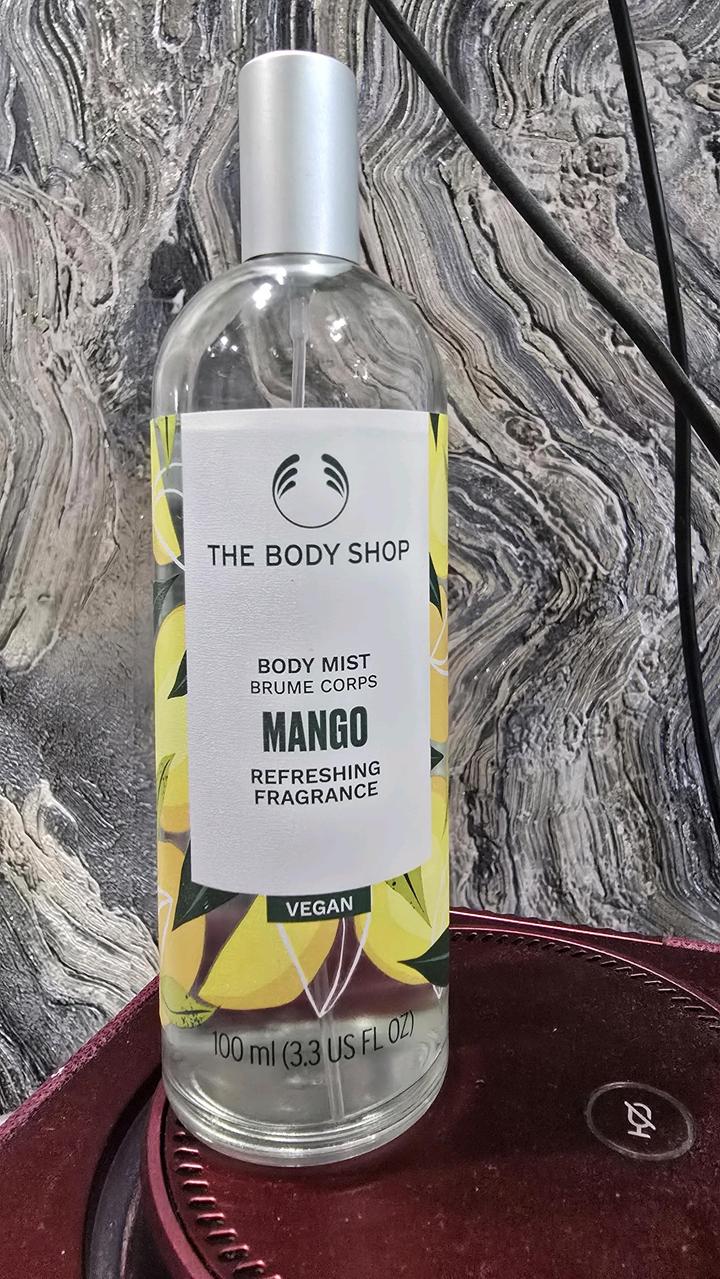 THE BODY SHOP
BODY MIST
BRUME CORPS
MANGO
REFRESHING
FRAGRANCE
VEGAN
100 ml (3.3 US FL OZ)